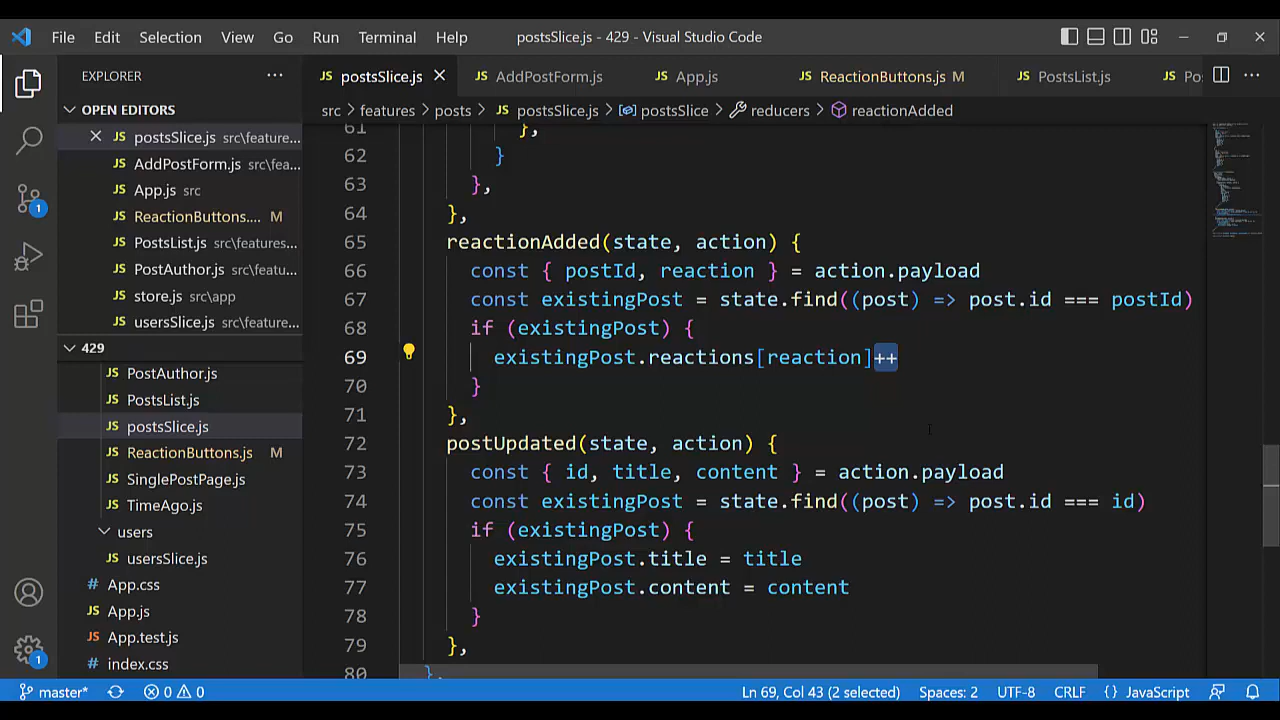 File Edit Selection View Go Run Terminal Help postsSlice.js - 429 - Visual Studio Code
EXPLORER
postsSlice.js AddPostForm.js App.js ReactionButtons.js M PostsList.js Pos
src > features > posts > postsSlice.js > postsSlice > reducers > reactionAdded
OPEN EDITORS
postsSlice.js src\feature...
AddPostForm.js src\fea...
App.js src
ReactionButtons.... M
PostsList.js src\features...
PostAuthor.js src\featu...
store.js src\app
usersSlice.js src\feature...
429
PostAuthor.js
PostsList.js
postsSlice.js
ReactionButtons.js M
SinglePostPage.js
TimeAgo.js
users
usersSlice.js
App.css
App.js
App.test.js
index.css
61 },
62 }
63 },
64 },
65 reactionAdded(state, action) {
66 const { postId, reaction } = action.payload
67 const existingPost = state.find((post) => post.id === postId)
68 if (existingPost) {
69 existingPost.reactions[reaction]++
70 }
71 },
72 postUpdated(state, action) {
73 const { id, title, content } = action.payload
74 const existingPost = state.find((post) => post.id === id)
75 if (existingPost) {
76 existingPost.title = title
77 existingPost.content = content
78 }
79 },
80 },
1
1
master* 0 0 Ln 69, Col 43 (2 selected) Spaces: 2 UTF-8 CRLF {} JavaScript